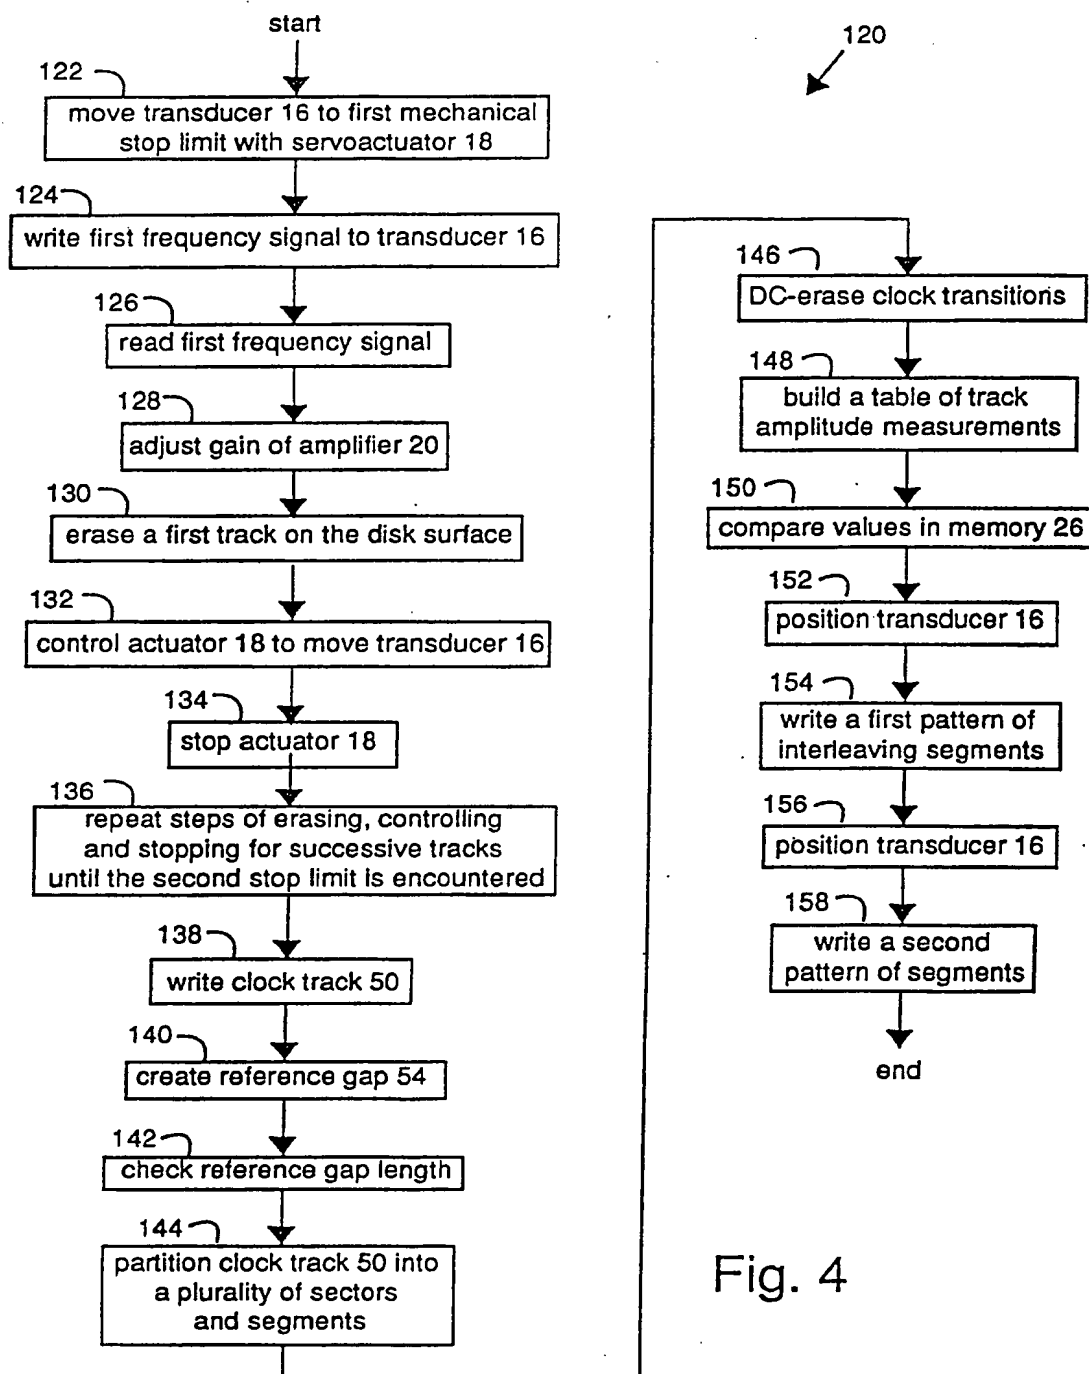 start
122
move transducer 16 to first mechanical
stop limit with servoactuator 18
124
write first frequency signal to transducer 16
126
read first frequency signal
128
adjust gain of amplifier 20
130
erase a first track on the disk surface
132
control actuator 18 to move transducer 16
134
stop actuator 18
136
repeat steps of erasing, controlling
and stopping for successive tracks
until the second stop limit is encountered
138
write clock track 50
140
create reference gap 54
142
check reference gap length
144
partition clock track 50 into
a plurality of sectors
and segments
120
146
DC-erase clock transitions
148
build a table of track
amplitude measurements
150
compare values in memory 26
152
position transducer 16
154
write a first pattern of
interleaving segments
156
position transducer 16
158
write a second
pattern of segments
end
Fig. 4